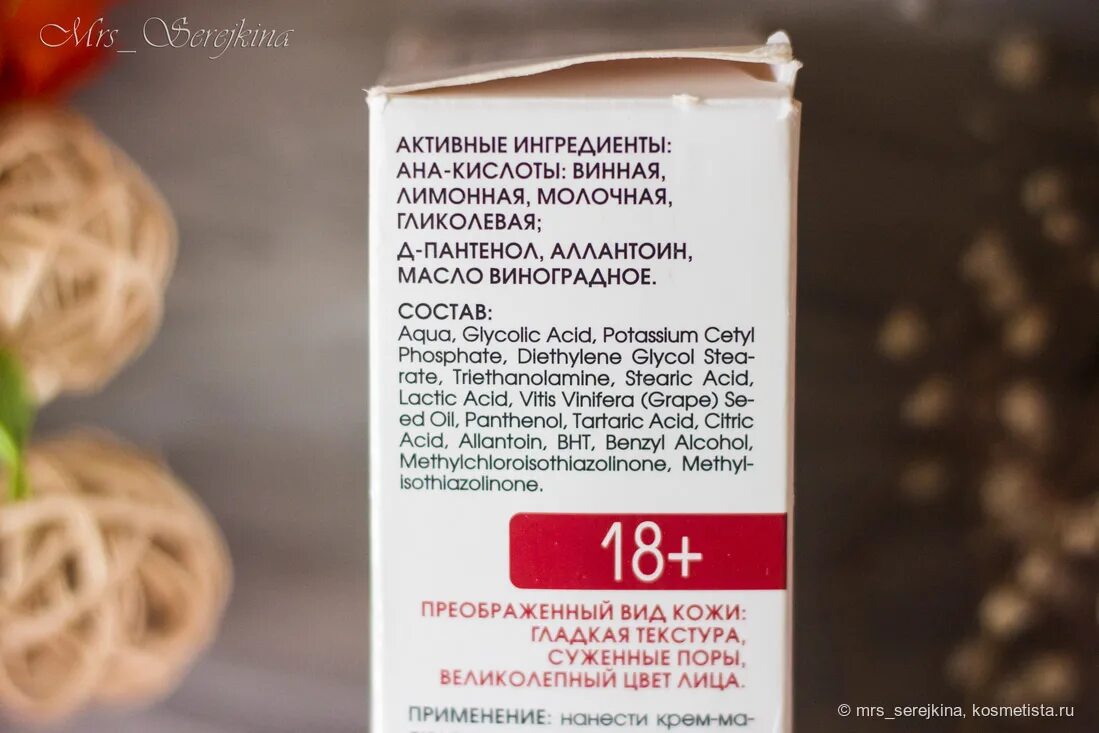 Mrs_Serejkina
АКТИВНЫЕ ИНГРЕДИЕНТЫ:
АНА-КИСЛОТЫ: ВИННАЯ,
ЛИМОННАЯ, МОЛОЧНАЯ,
ГЛИКОЛЕВАЯ;
Д-ПАНТЕНОЛ, АЛЛАНТОИН,
МАСЛО ВИНОГРАДНОЕ.
СОСТАВ:
Aqua, Glycolic Acid, Potassium Cetyl
Phosphate, Diethylene Glycol Stea-
rate, Triethanolamine, Stearic Acid,
Lactic Acid, Vitis Vinifera (Grape) Se-
ed Oil, Panthenol, Tartaric Acid, Citric
Acid, Allantoin, BHT, Benzyl Alcohol,
Methylchloroisothiazolinone, Methyl-
isothiazolinone.
18+
ПРЕОБРАЖЕННЫЙ ВИД КОЖИ:
ГЛАДКАЯ ТЕКСТУРА,
СУЖЕННЫЕ ПОРЫ,
ВЕЛИКОЛЕПНЫЙ ЦВЕТ ЛИЦА.
ПРИМЕНЕНИЕ: нанести крем-ма-
© mrs_serejkina, kosmetista.ru